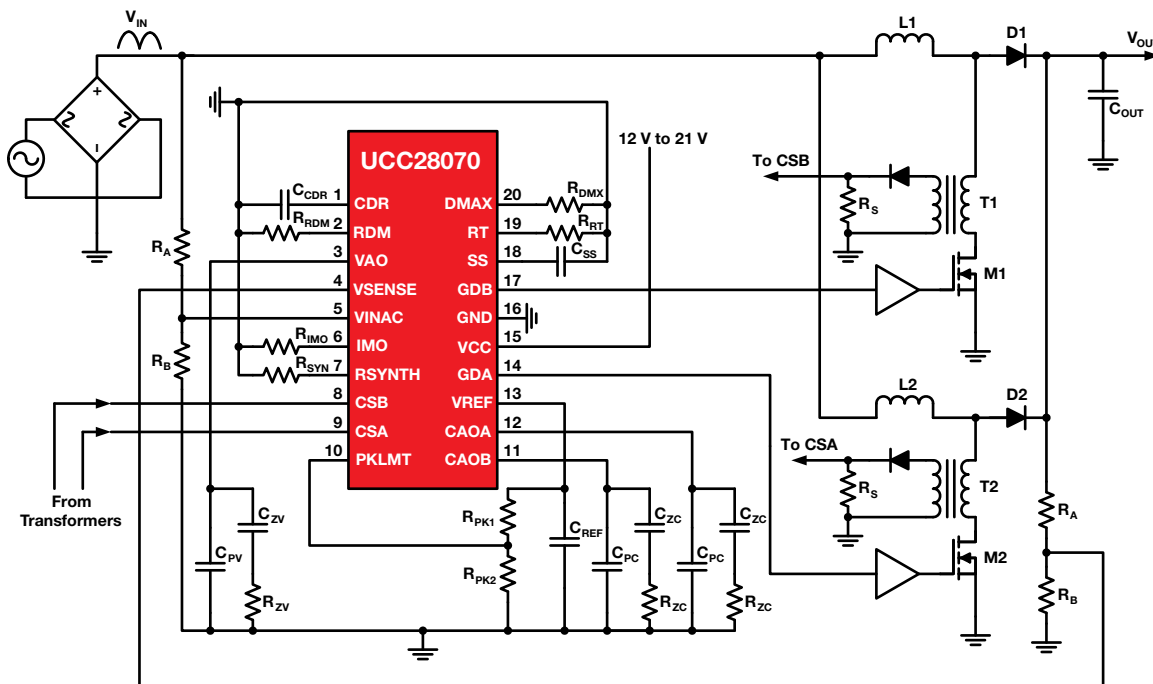 VIN
L1
D1
VOU
COUT
12 V to 21 V
To CSB
RS
T1
M1
UCC28070
CCDR
1
CDR
DMAX
20
RDMX
RRDM
2
RDM
RT
19
RRT
RA
3
VAO
SS
18
CSS
4
VSENSE
GDB
17
5
VINAC
GND
16
RB
RIMO
6
IMO
VCC
15
RSYN
7
RSYNTH
GDA
14
8
CSB
VREF
13
9
CSA
CAOA
12
10
PKLMT
CAOB
11
L2
D2
To CSA
RS
T2
M2
From
Transformers
CPV
CZV
RZV
RPK1
RPK2
CREF
CPC
CZC
RZC
CPC
CZC
RZC
RA
RB